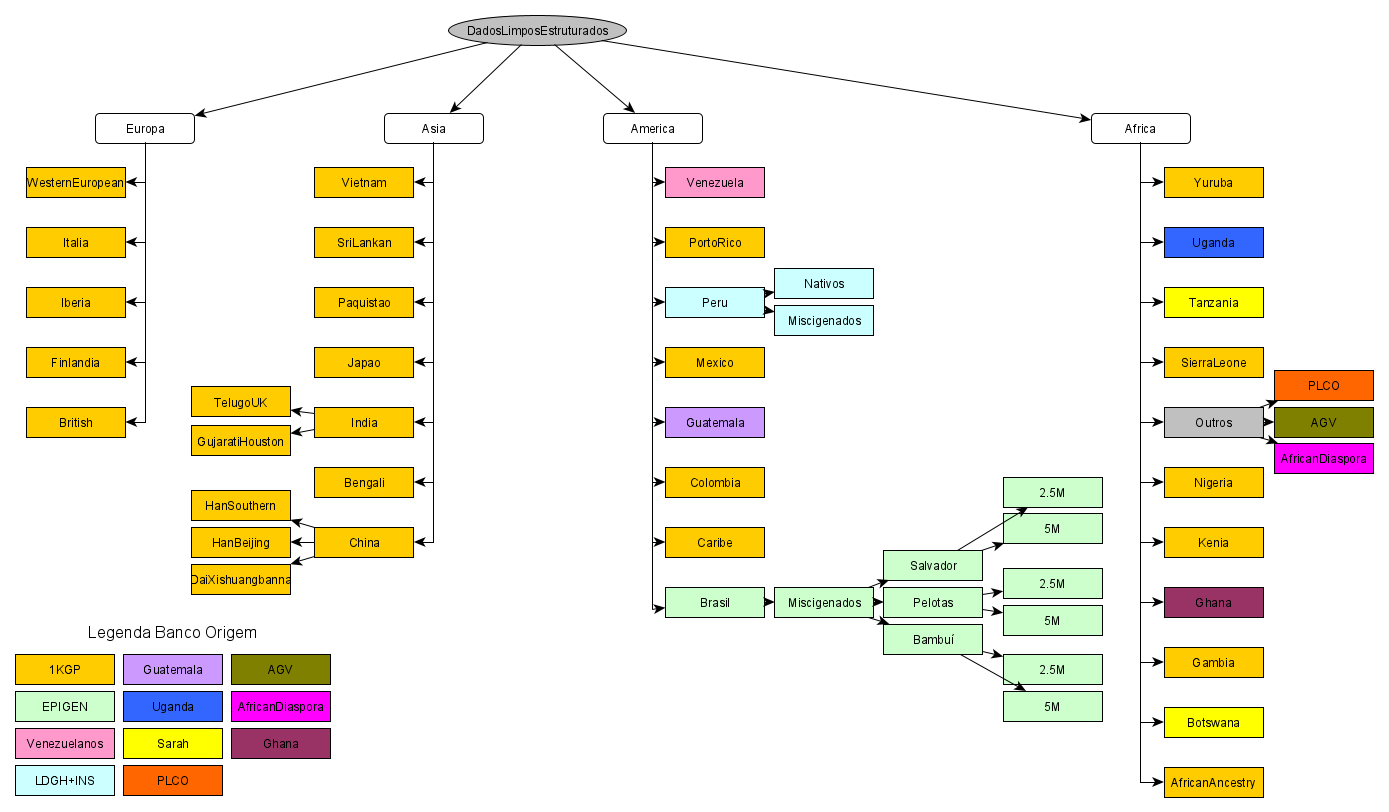 DadosLimposEstruturados
Europa
Asia
America
Africa
WesternEuropean
Italia
Iberia
Finlandia
British
Vietnam
SriLankan
Paquistao
Japao
India
TelugoUK
GujaratiHouston
Bengali
China
HanSouthern
HanBeijing
DaiXishuangbanna
Venezuela
PortoRico
Peru
Nativos
Miscigenados
Mexico
Guatemala
Colombia
Caribe
Brasil
Miscigenados
Salvador
2.5M
5M
Pelotas
2.5M
5M
Bambuí
2.5M
5M
Yuruba
Uganda
Tanzania
SierraLeone
Outros
PLCO
AGV
AfricanDiaspora
Nigeria
Kenia
Ghana
Gambia
Botswana
AfricanAncestry
Legenda Banco Origem
1KGP
Guatemala
AGV
EPIGEN
Uganda
AfricanDiaspora
Venezuelanos
Sarah
Ghana
LDGH+INS
PLCO